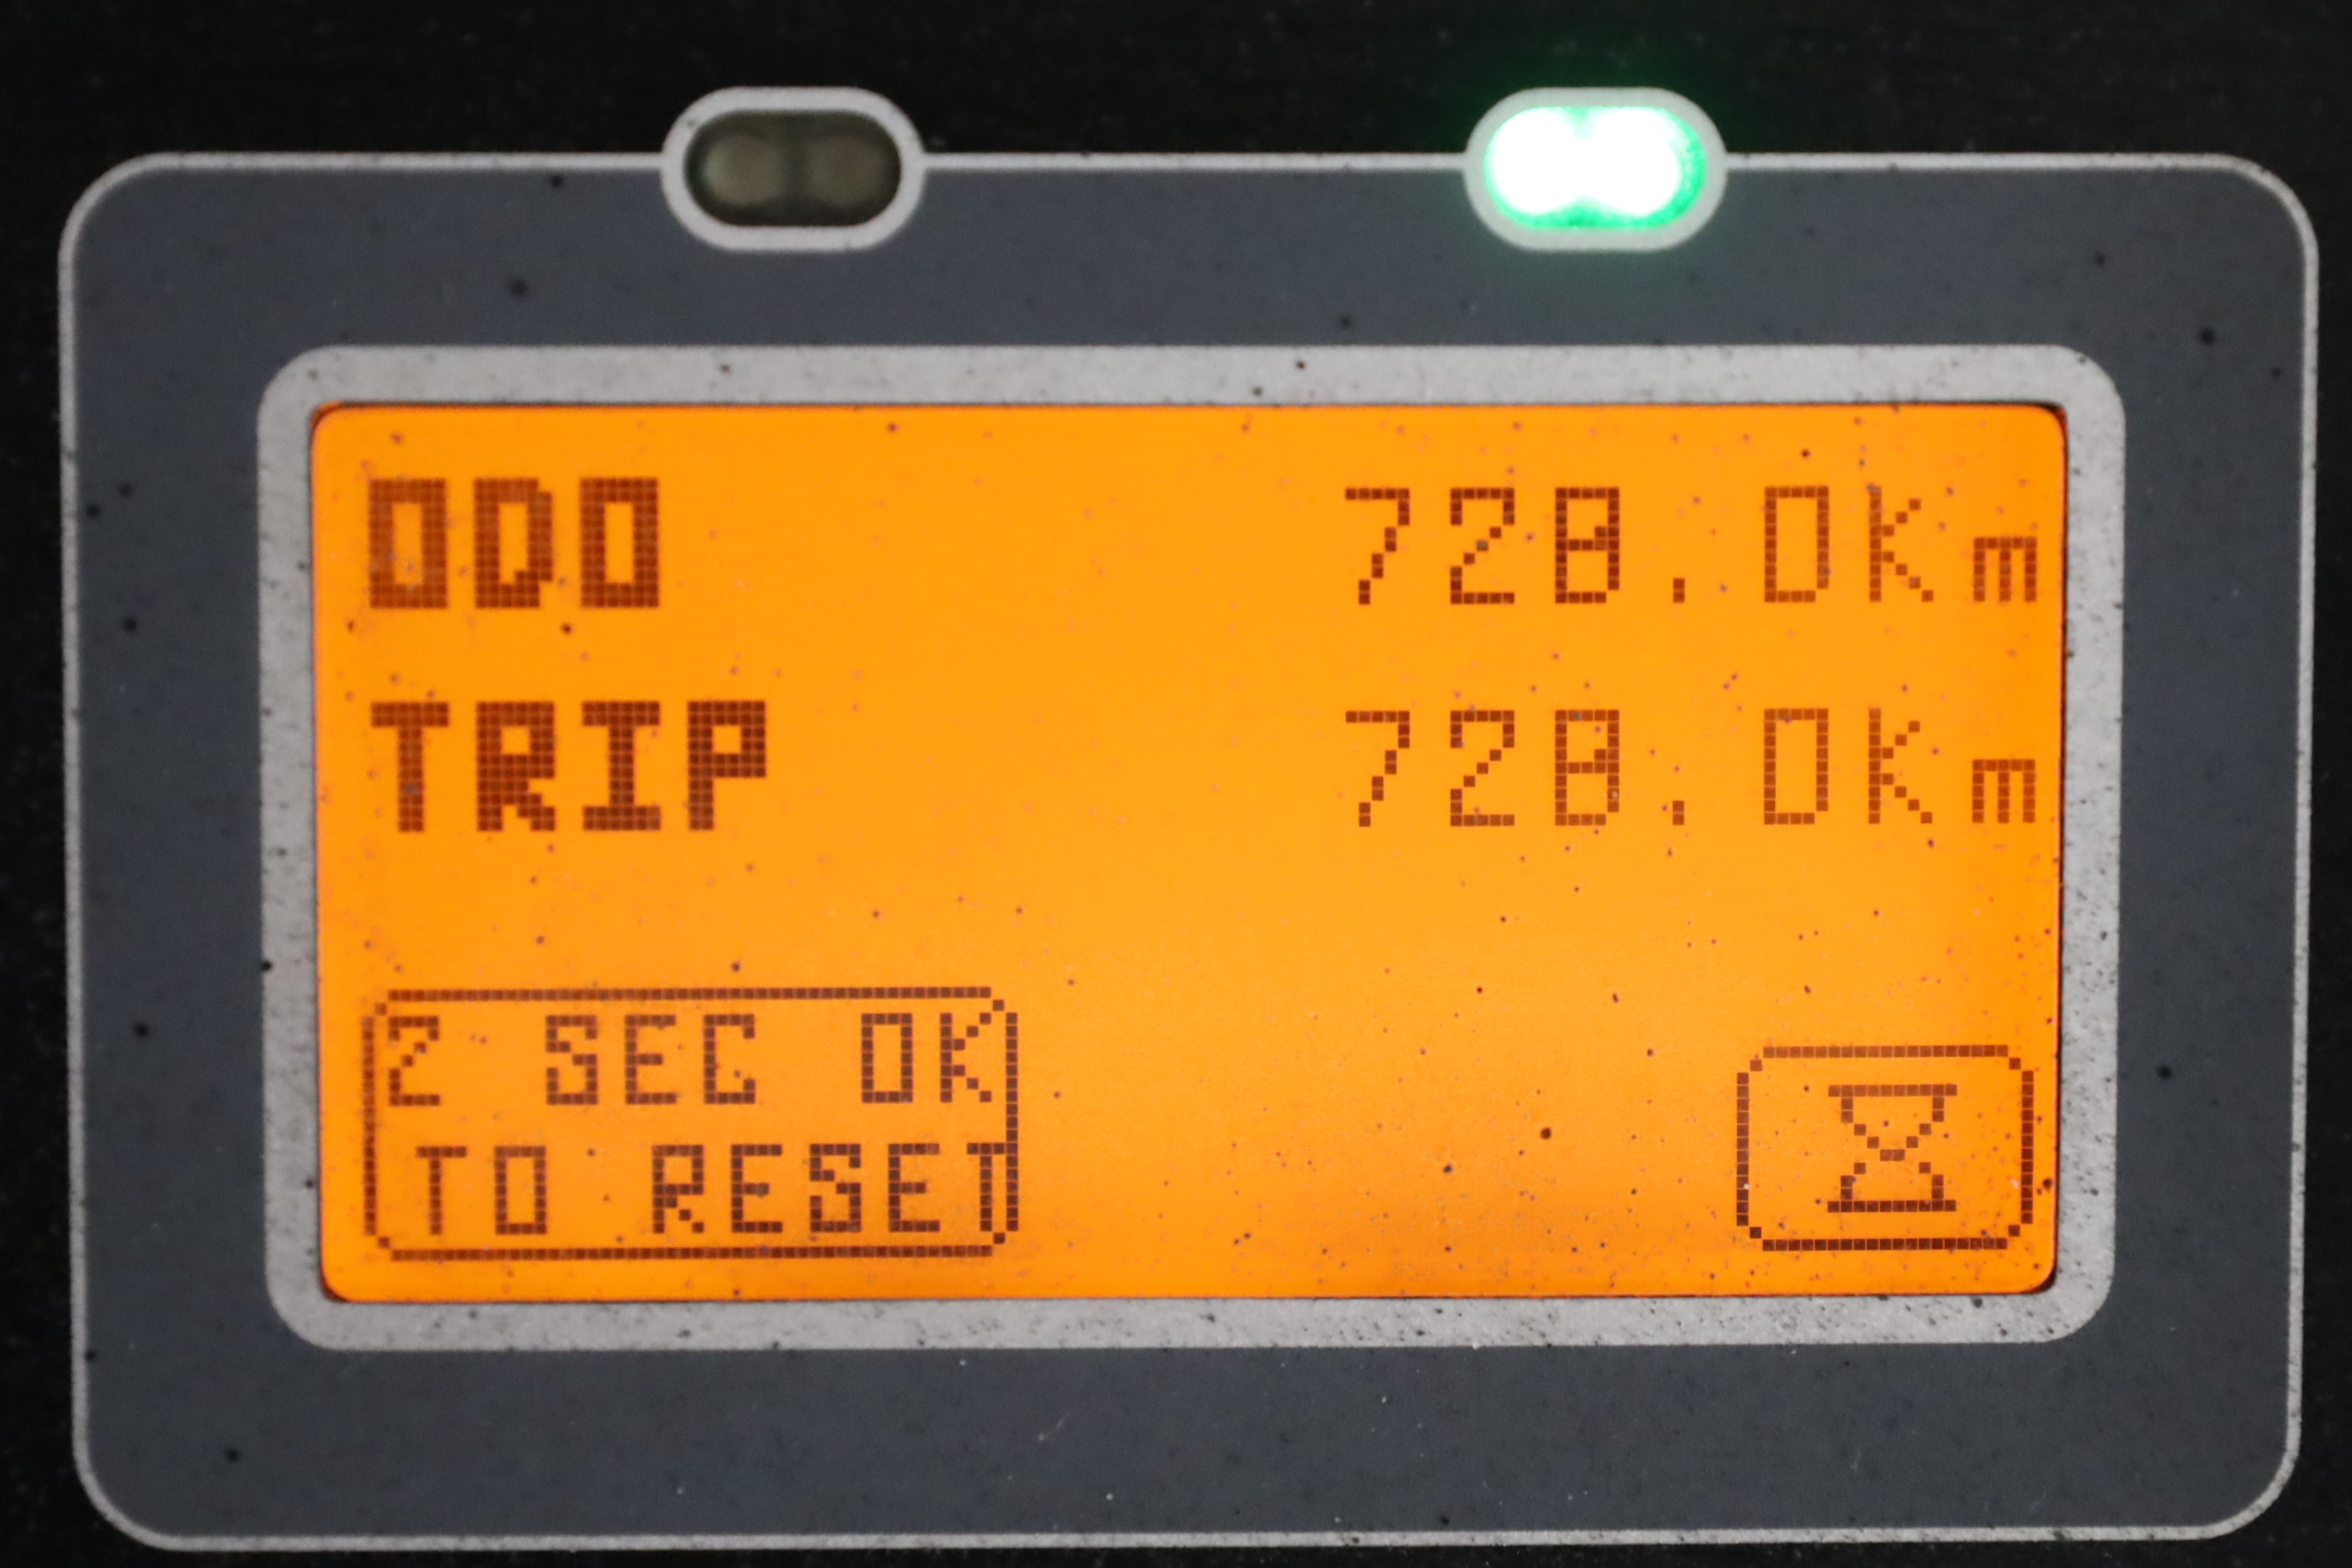 ODO 728.0Km
TRIP 728.0Km
2 SEC OK
TO RESET